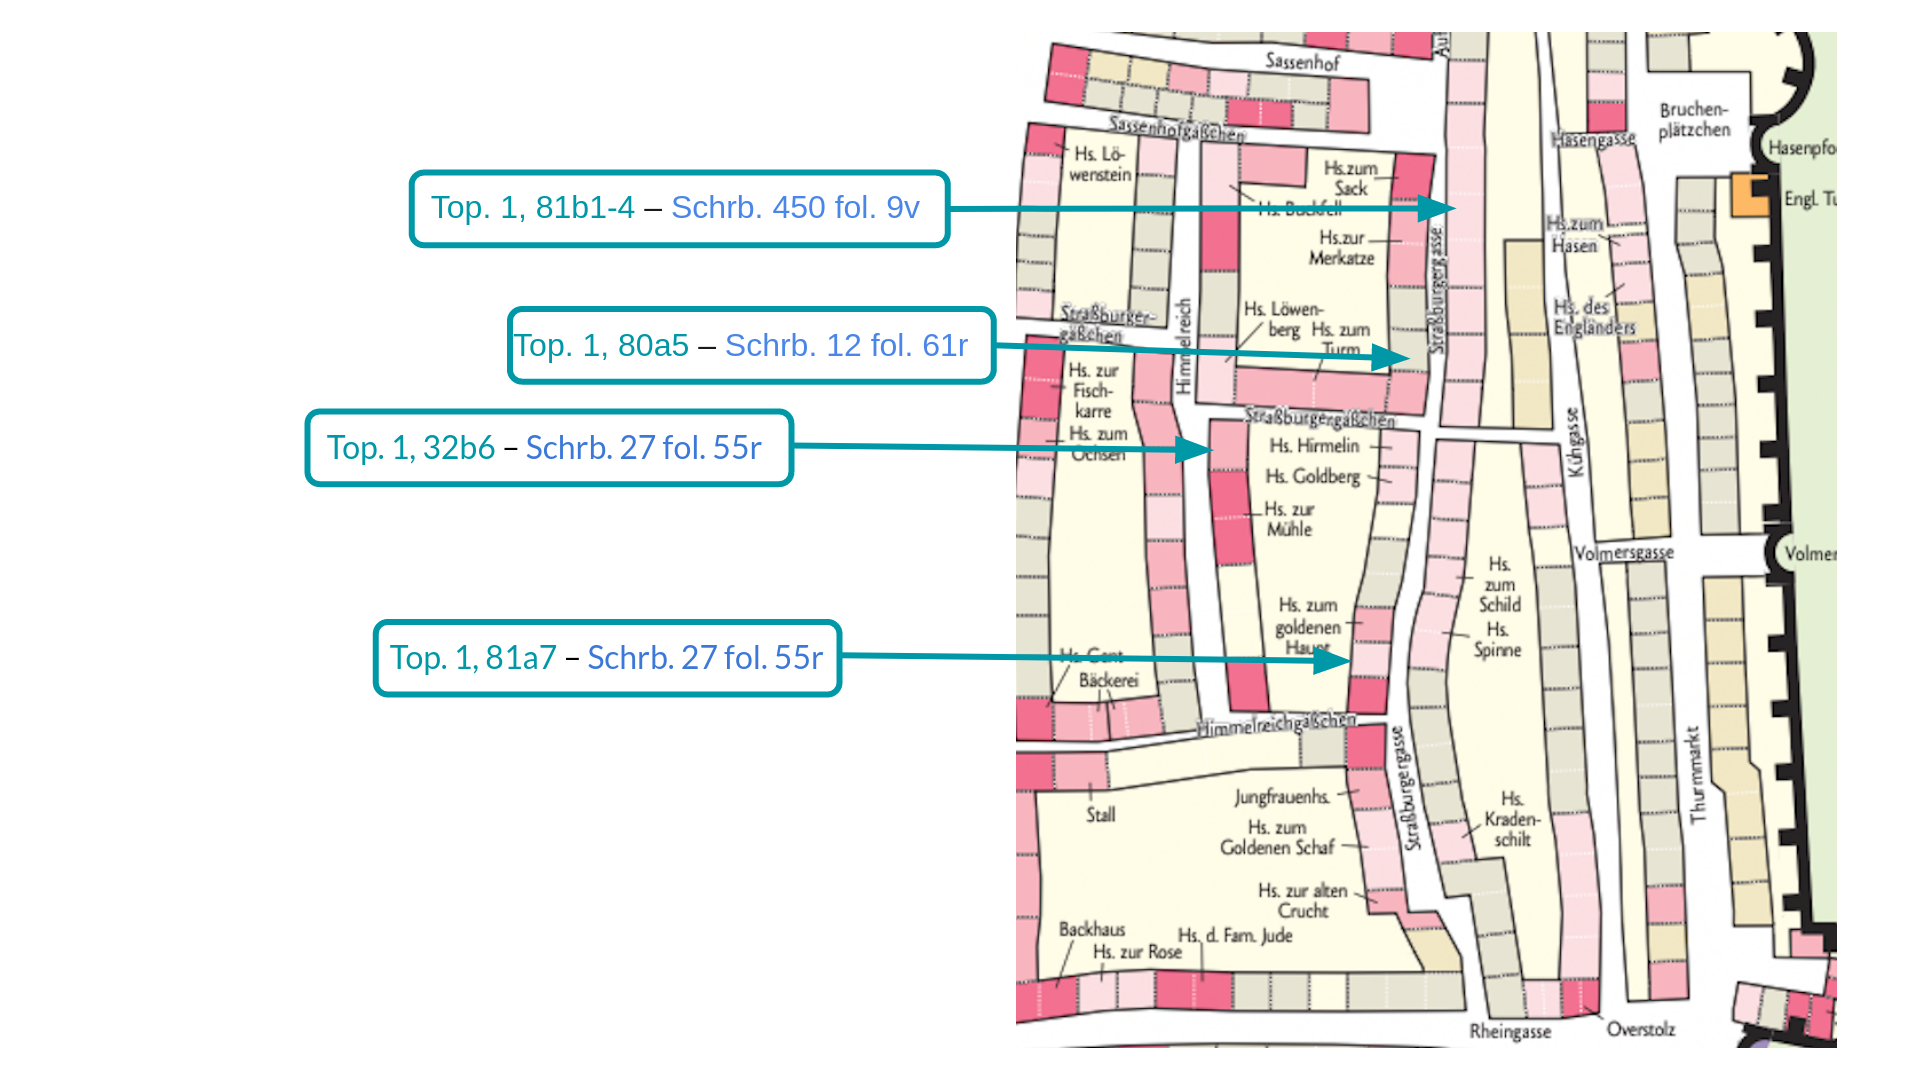 Top. 1, 81b1-4 – Schrb. 450 fol. 9v
Top. 1, 80a5 – Schrb. 12 fol. 61r
Top. 1, 32b6 – Schrb. 27 fol. 55r
Top. 1, 81a7 – Schrb. 27 fol. 55r
Sassenhof
Sassenhofgäßchen
Hs. Lö-
wenstein
Hs.zum
Sack
Hs. Buckfell
Hs.zur
Merkatze
Straßburger-
gäßchen
Himmelreich
Hs. Löwen-
berg
Hs. zum
Turm
Straßburgergasse
Straßburgergäßchen
Hs. zur
Fisch-
karre
Hs. zum
Ochsen
Hs. Hirmelin
Hs. Goldberg
Hs. zur
Mühle
Hs. zum
goldenen
Haupt
Hs. Gent
Bäckerei
Himmelreichgäßchen
Stall
Jungfrauenhs.
Hs. zum
Goldenen Schaf
Hs. zur alten
Crucht
Straßburgergasse
Backhaus
Hs. zur Rose
Hs. d. Fam. Jude
Hs.
zum
Schild
Hs.
Spinne
Hs.
Kraden-
schilt
Rheingasse
Overstolz
Bruchen-
plätzchen
Hasengasse
Hasenpfo
Engl. Tu
Hs.zum
Hasen
Hs. des
Engländers
Kühgasse
Volmersgasse
Volmer
Thurnmarkt